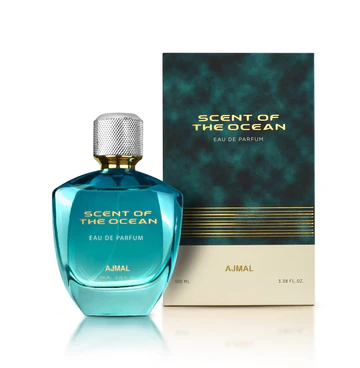 SCENT OF
THE OCEAN
EAU DE PARFUM
AJMAL
SCENT OF
THE OCEAN
EAU DE PARFUM
AJMAL
100 ML
3.38 FL.OZ.